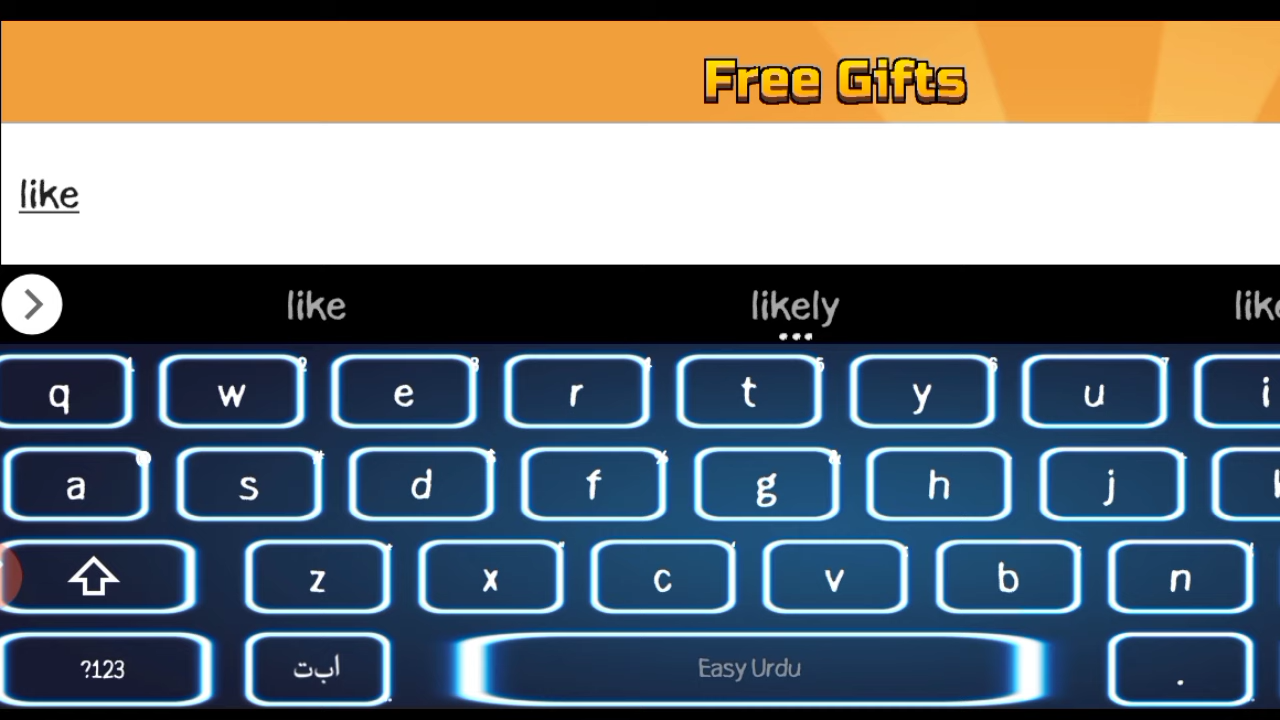 Free Gifts
like
like likely
q w e r t y u i
a s d f g h j
z x c v b n
?123 ابت Easy Urdu .